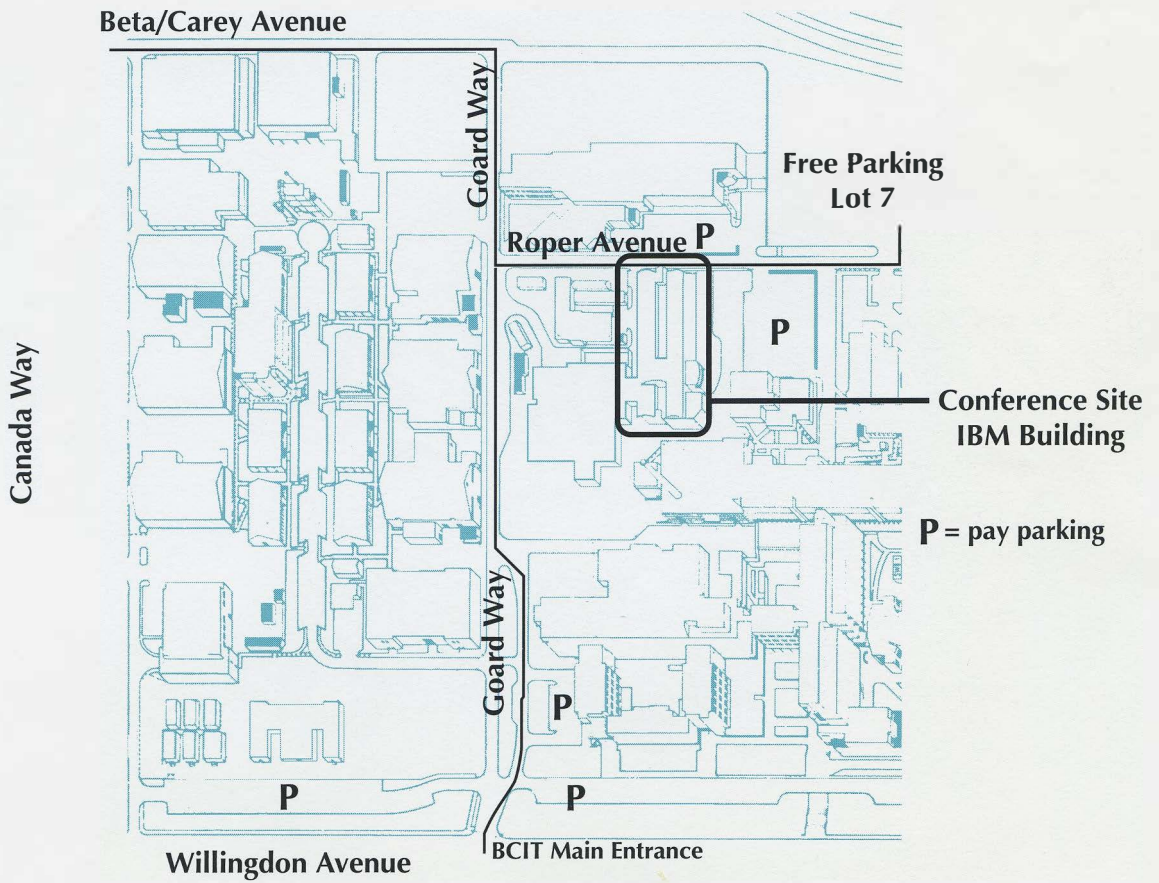 Beta/Carey Avenue
Goard Way
Free Parking
Lot 7
Roper Avenue P
P
Canada Way
Conference Site
IBM Building
P = pay parking
Goard Way
P
P
P
BCIT Main Entrance
Willingdon Avenue